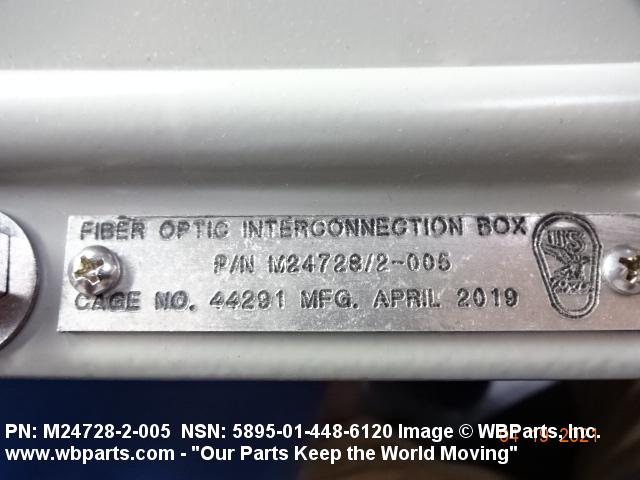 FIBER OPTIC INTERCONNECTION BOX
P/N M24728/2-005
CAGE NO. 44291 MFG. APRIL 2019
PN: M24728-2-005 NSN: 5895-01-448-6120 Image © WBParts, Inc.
www.wbparts.com - "Our Parts Keep the World Moving"